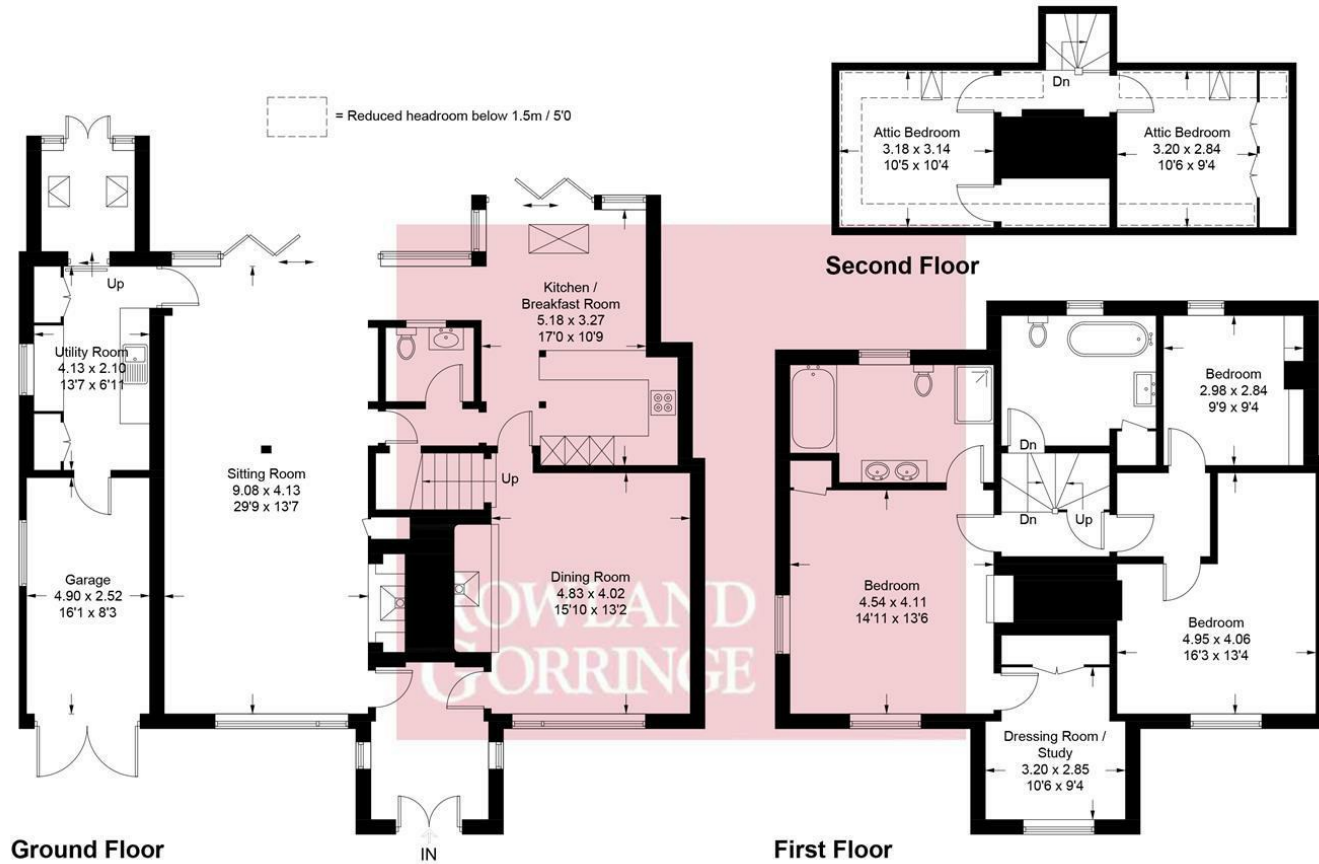 = Reduced headroom below 1.5m / 5'0
Dn
Attic Bedroom
3.18 x 3.14
10'5 x 10'4
Attic Bedroom
3.20 x 2.84
10'6 x 9'4
Second Floor
Up
Utility Room
4.13 x 2.10
13'7 x 6'11
Kitchen /
Breakfast Room
5.18 x 3.27
17'0 x 10'9
Sitting Room
9.08 x 4.13
29'9 x 13'7
Up
Garage
4.90 x 2.52
16'1 x 8'3
Dining Room
4.83 x 4.02
15'10 x 13'2
ROWLAND
GORRINGE
IN
Ground Floor
Bedroom
2.98 x 2.84
9'9 x 9'4
Dn
Dn
Up
Bedroom
4.54 x 4.11
14'11 x 13'6
Bedroom
4.95 x 4.06
16'3 x 13'4
Dressing Room /
Study
3.20 x 2.85
10'6 x 9'4
First Floor